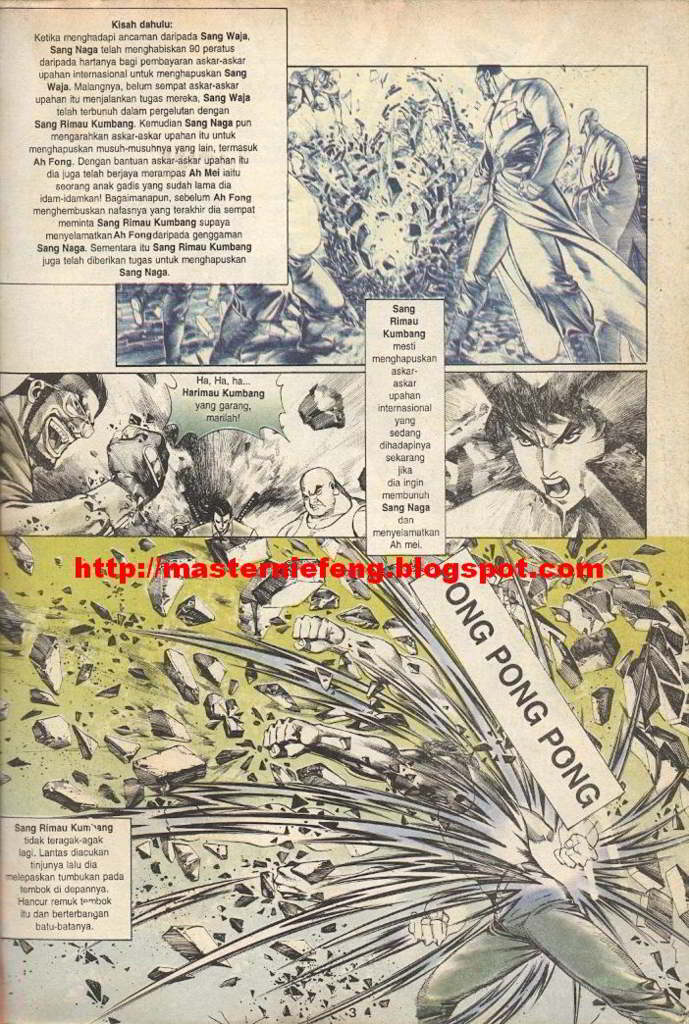 Kisah dahulu:
Ketika menghadapi ancaman daripada Sang Waja,
Sang Naga telah menghabiskan 90 peratus
daripada hartanya bagi pembayaran askar-askar
upahan internasional untuk menghapuskan Sang
Waja. Malangnya, belum sempat askar-askar
upahan itu menjalankan tugas mereka, Sang Waja
telah terbunuh dalam pergelutan dengan
Sang Rimau Kumbang. Kemudian Sang Naga pun
mengarahkan askar-askar upahan itu untuk
menghapuskan musuh-musuhnya yang lain, termasuk
Ah Fong. Dengan bantuan askar-askar upahan itu
dia juga telah berjaya merampas Ah Mei iaitu
seorang anak gadis yang sudah lama dia
idam-idamkan! Bagaimanapun, sebelum Ah Fong
menghembuskan nafasnya yang terakhir dia sempat
meminta Sang Rimau Kumbang supaya
menyelamatkan Ah Fong daripada genggaman
Sang Naga. Sementara itu Sang Rimau Kumbang
juga telah diberikan tugas untuk menghapuskan
Sang Naga.
Sang
Rimau
Kumbang
mesti
menghapuskan
askar-
askar
upahan
internasional
yang
sedang
dihadapinya
sekarang
jika
dia ingin
membunuh
Sang Naga
dan
menyelamatkan
Ah mei.
Ha, Ha, ha...
Harimau Kumbang
yang garang,
marilah!
http://masterniefeng.blogspot.com
PONG PONG PONG
Sang Rimau Kumbang
tidak teragak-agak
lagi. Lantas diacukan
tinjunya lalu dia
melepaskan tumbukan pada
tembok di depannya.
Hancur remuk tembok
itu dan berterbangan
batu-batanya.
3